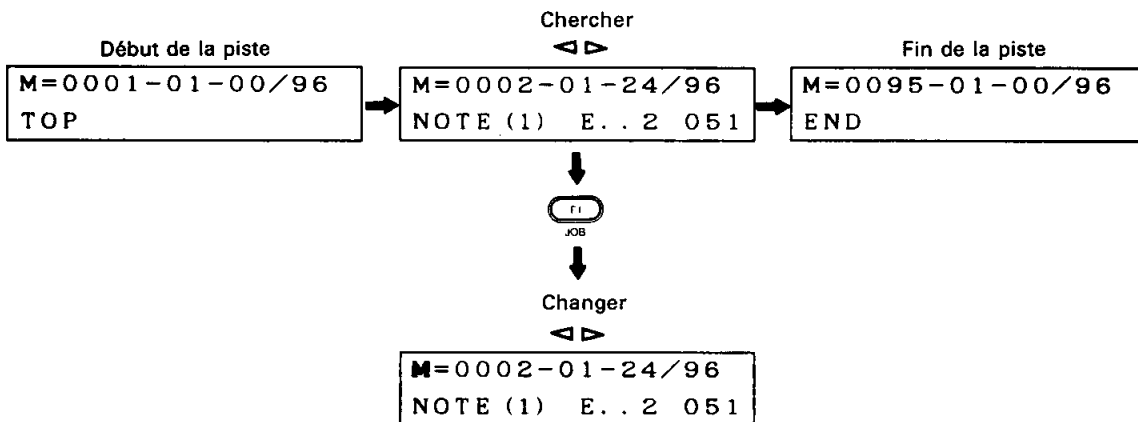 Chercher
Début de la piste
Fin de la piste
M=0001-01-00/96
TOP
M=0002-01-24/96
NOTE (1) E..2 051
M=0095-01-00/96
END
JOB
Changer
M=0002-01-24/96
NOTE (1) E..2 051